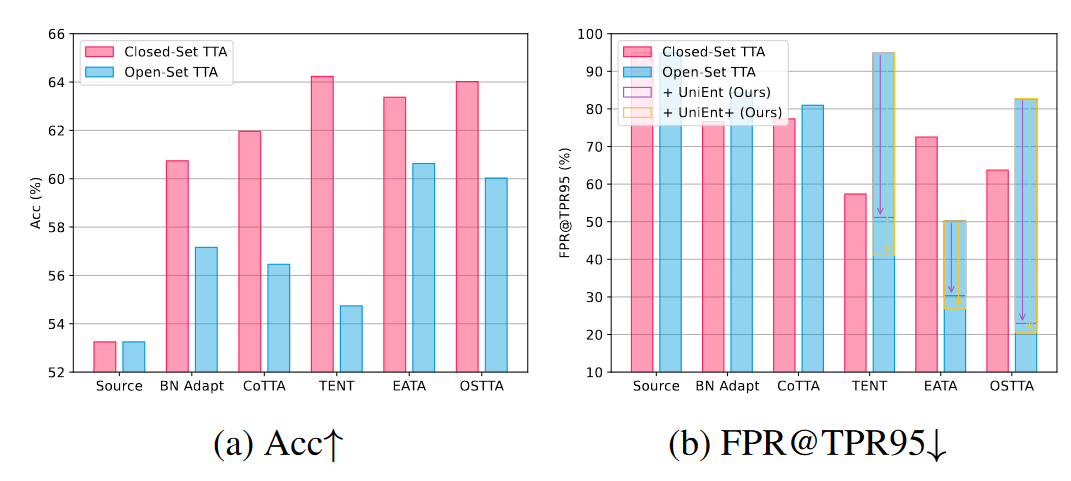 66
64
62
60
58
56
54
52
Acc (%)
Closed-Set TTA
Open-Set TTA
Source BN Adapt CoTTA TENT EATA OSTTA
(a) Acc↑
100
90
80
70
60
50
40
30
20
10
FPR@TPR95 (%)
Closed-Set TTA
Open-Set TTA
+ UniEnt (Ours)
+ UniEnt+ (Ours)
Source BN Adapt CoTTA TENT EATA OSTTA
(b) FPR@TPR95↓